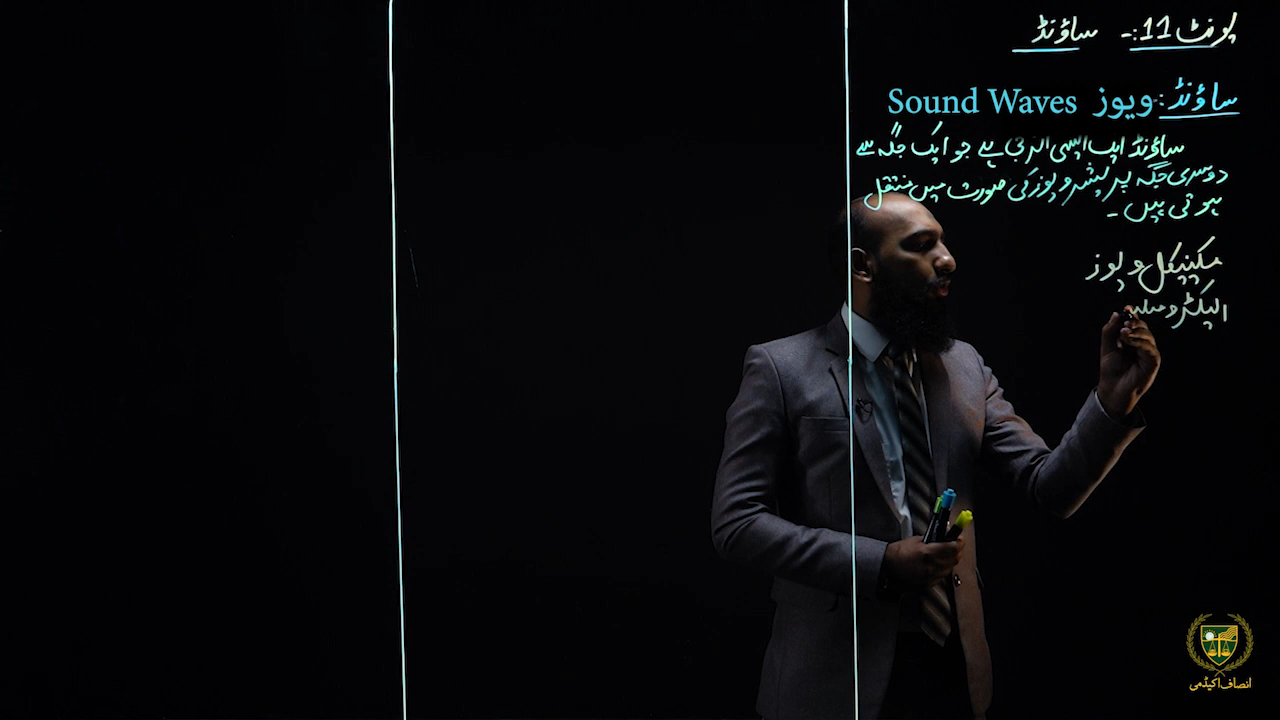 یونٹ 11:- ساؤنڈ
ساؤنڈ: ویوز Sound Waves
ساؤنڈ ایک ایسی انرجی ہے جو ایک جگہ سے
دوسری جگہ پر پریشر ویوز کی صورت میں منتقل
ہوتی ہیں ۔
مکینیکل ویوز
انصاف اکیڈمی